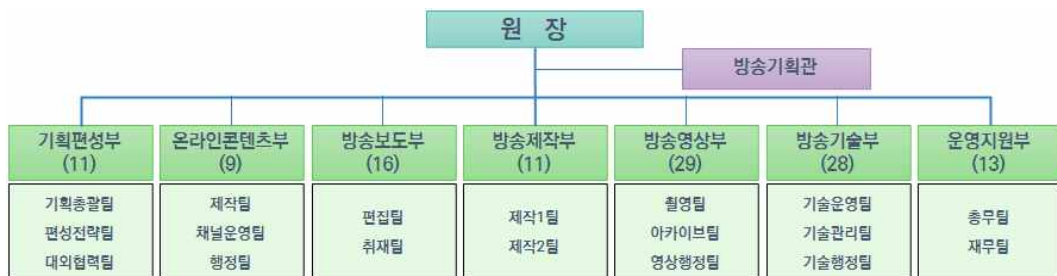 원 장
방송기획관
기획편성부
(11)
온라인콘텐츠부
(9)
방송보도부
(16)
방송제작부
(11)
방송영상부
(29)
방송기술부
(28)
운영지원부
(13)
기획총괄팀
편성전략팀
대외협력팀
제작팀
채널운영팀
행정팀
편집팀
취재팀
제작1팀
제작2팀
촬영팀
아카이브팀
영상행정팀
기술운영팀
기술관리팀
기술행정팀
총무팀
재무팀